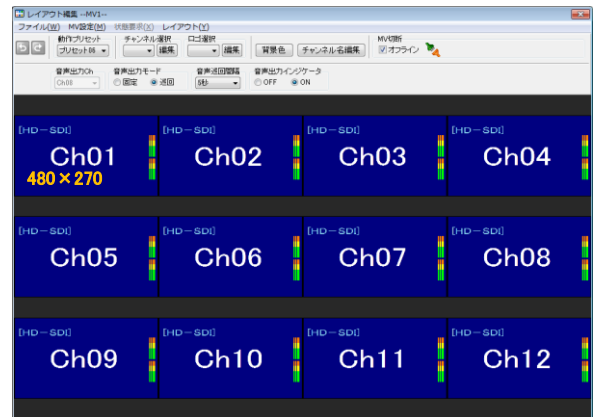 レイアウト編集 --MV1--
ファイル(W) MV設定(M) 状態要求(X) レイアウト(Y)
動作プリセット チャンネル選択 ロゴ選択 MV切断
プリセット06 編集 編集 背景色 チャンネル名編集 オフライン
音声出力Ch 音声出力モード 音声巡回間隔 音声出力インジケータ
Ch08 固定 巡回 5秒 OFF ON
[HD-SDI] [HD-SDI] [HD-SDI] [HD-SDI]
Ch01 Ch02 Ch03 Ch04
480×270
[HD-SDI] [HD-SDI] [HD-SDI] [HD-SDI]
Ch05 Ch06 Ch07 Ch08
[HD-SDI] [HD-SDI] [HD-SDI] [HD-SDI]
Ch09 Ch10 Ch11 Ch12